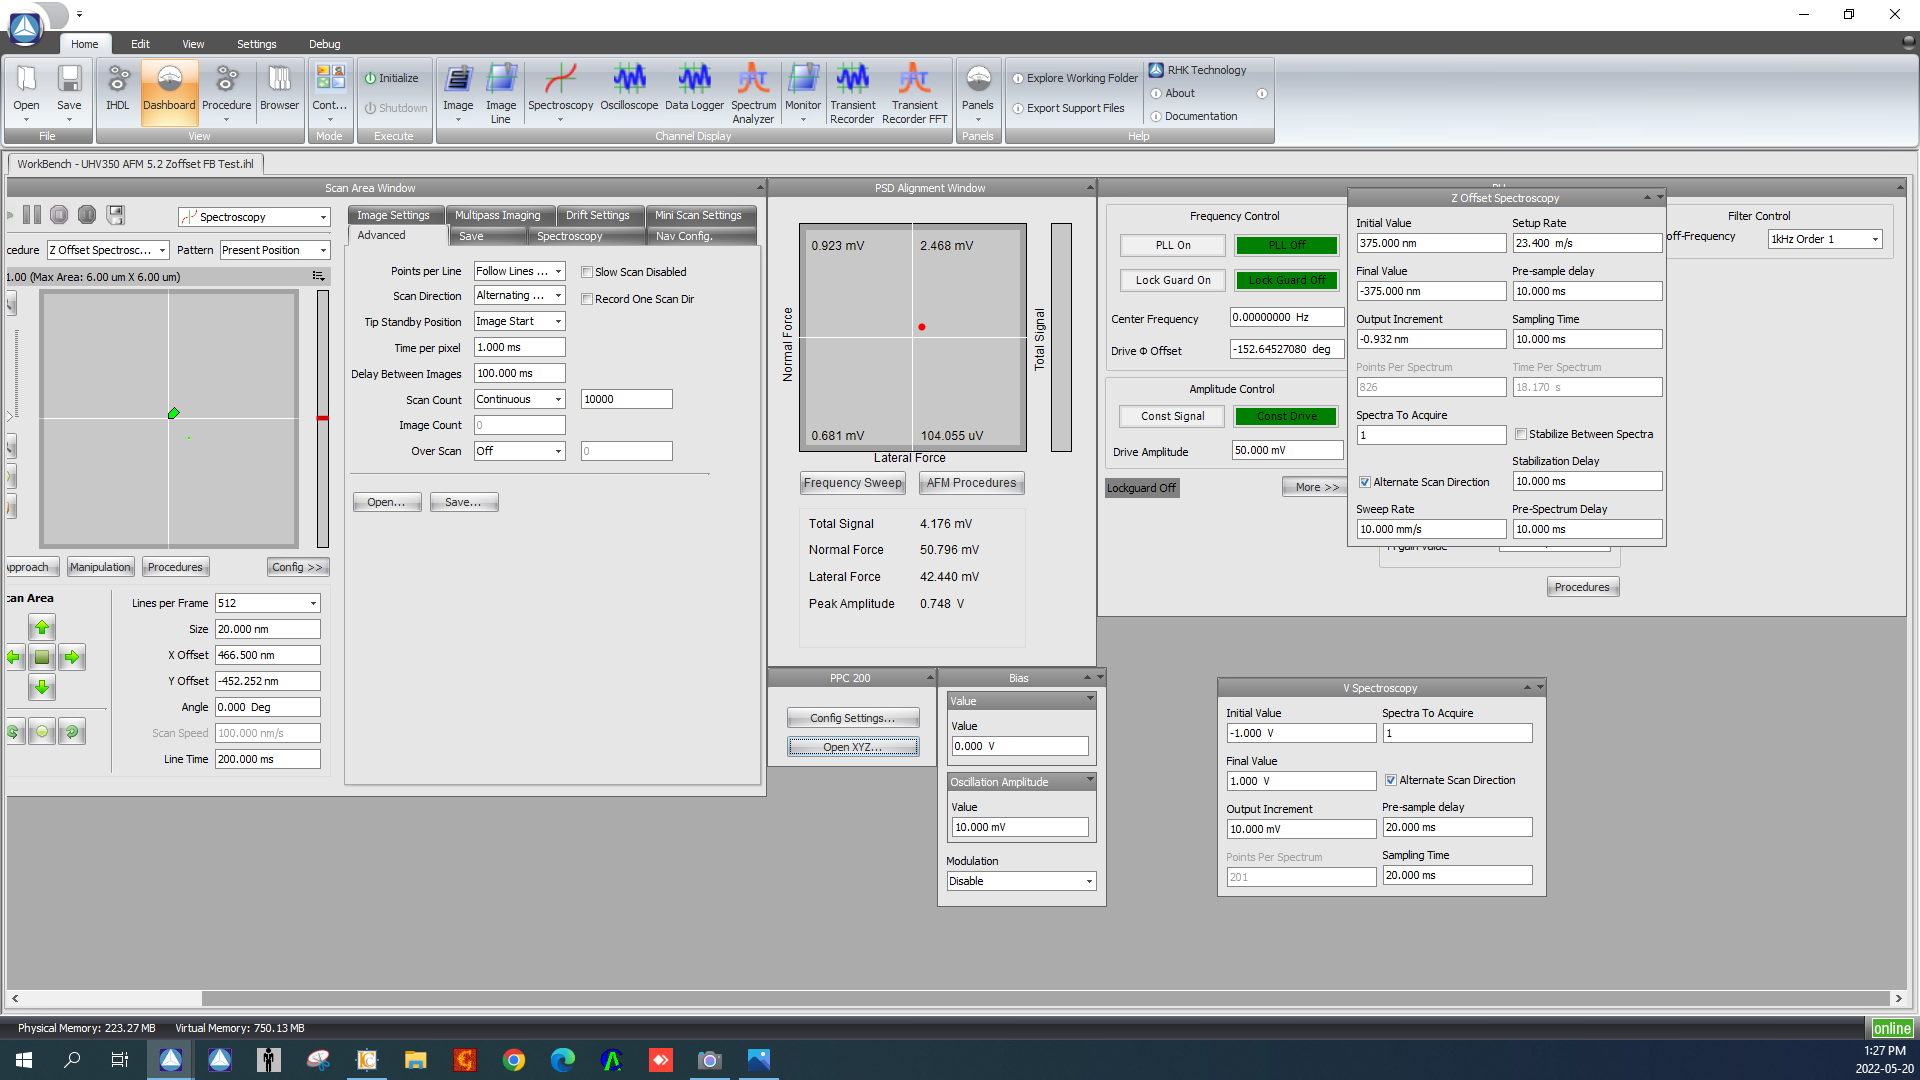 Home Edit View Settings Debug
Open Save IHDL Dashboard Procedure Browser Cont... Initialize Shutdown Image Image Line Spectroscopy Oscilloscope Data Logger Spectrum Analyzer Monitor Transient Recorder Transient Recorder FFT Panels Explore Working Folder Export Support Files RHK Technology About Documentation
File View Mode Execute Channel Display Panels Help
WorkBench - UHV350 AFM 5.2 Zoffset FB Test.ihl
Scan Area Window
Spectroscopy
cedure Z Offset Spectrosc... Pattern Present Position
1.00 (Max Area: 6.00 um X 6.00 um)
Approach Manipulation Procedures Config >>
can Area
Lines per Frame 512
Size 20.000 nm
X Offset 466.500 nm
Y Offset -452.252 nm
Angle 0.000 Deg
Scan Speed 100.000 nm/s
Line Time 200.000 ms
Image Settings Multipass Imaging Drift Settings Mini Scan Settings
Advanced Save Spectroscopy Nav Config.
Points per Line Follow Lines ... Slow Scan Disabled
Scan Direction Alternating ... Record One Scan Dir
Tip Standby Position Image Start
Time per pixel 1.000 ms
Delay Between Images 100.000 ms
Scan Count Continuous 10000
Image Count 0
Over Scan Off 0
Open... Save...
PSD Alignment Window
0.923 mV 2.468 mV
Normal Force
Total Signal
0.681 mV 104.055 uV
Lateral Force
Frequency Sweep AFM Procedures
Total Signal 4.176 mV
Normal Force 50.796 mV
Lateral Force 42.440 mV
Peak Amplitude 0.748 V
PPC 200
Config Settings...
Open XYZ...
Bias
Value
Value
0.000 V
Oscillation Amplitude
Value
10.000 mV
Modulation
Disable
Frequency Control
PLL On PLL Off
Lock Guard On Lock Guard Off
Center Frequency 0.00000000 Hz
Drive Φ Offset -152.64527080 deg
Amplitude Control
Const Signal Const Drive
Drive Amplitude 50.000 mV
Lockguard Off More >>
Z Offset Spectroscopy
Initial Value Setup Rate
375.000 nm 23.400 m/s
Final Value Pre-sample delay
-375.000 nm 10.000 ms
Output Increment Sampling Time
-0.932 nm 10.000 ms
Points Per Spectrum Time Per Spectrum
826 18.170 s
Spectra To Acquire
1 Stabilize Between Spectra
Stabilization Delay
Alternate Scan Direction 10.000 ms
Sweep Rate Pre-Spectrum Delay
10.000 mm/s 10.000 ms
Filter Control
off-Frequency 1kHz Order 1
Procedures
V Spectroscopy
Initial Value Spectra To Acquire
-1.000 V 1
Final Value
1.000 V Alternate Scan Direction
Output Increment Pre-sample delay
10.000 mV 20.000 ms
Points Per Spectrum Sampling Time
201 20.000 ms
Physical Memory: 223.27 MB Virtual Memory: 750.13 MB
online
1:27 PM
2022-05-20